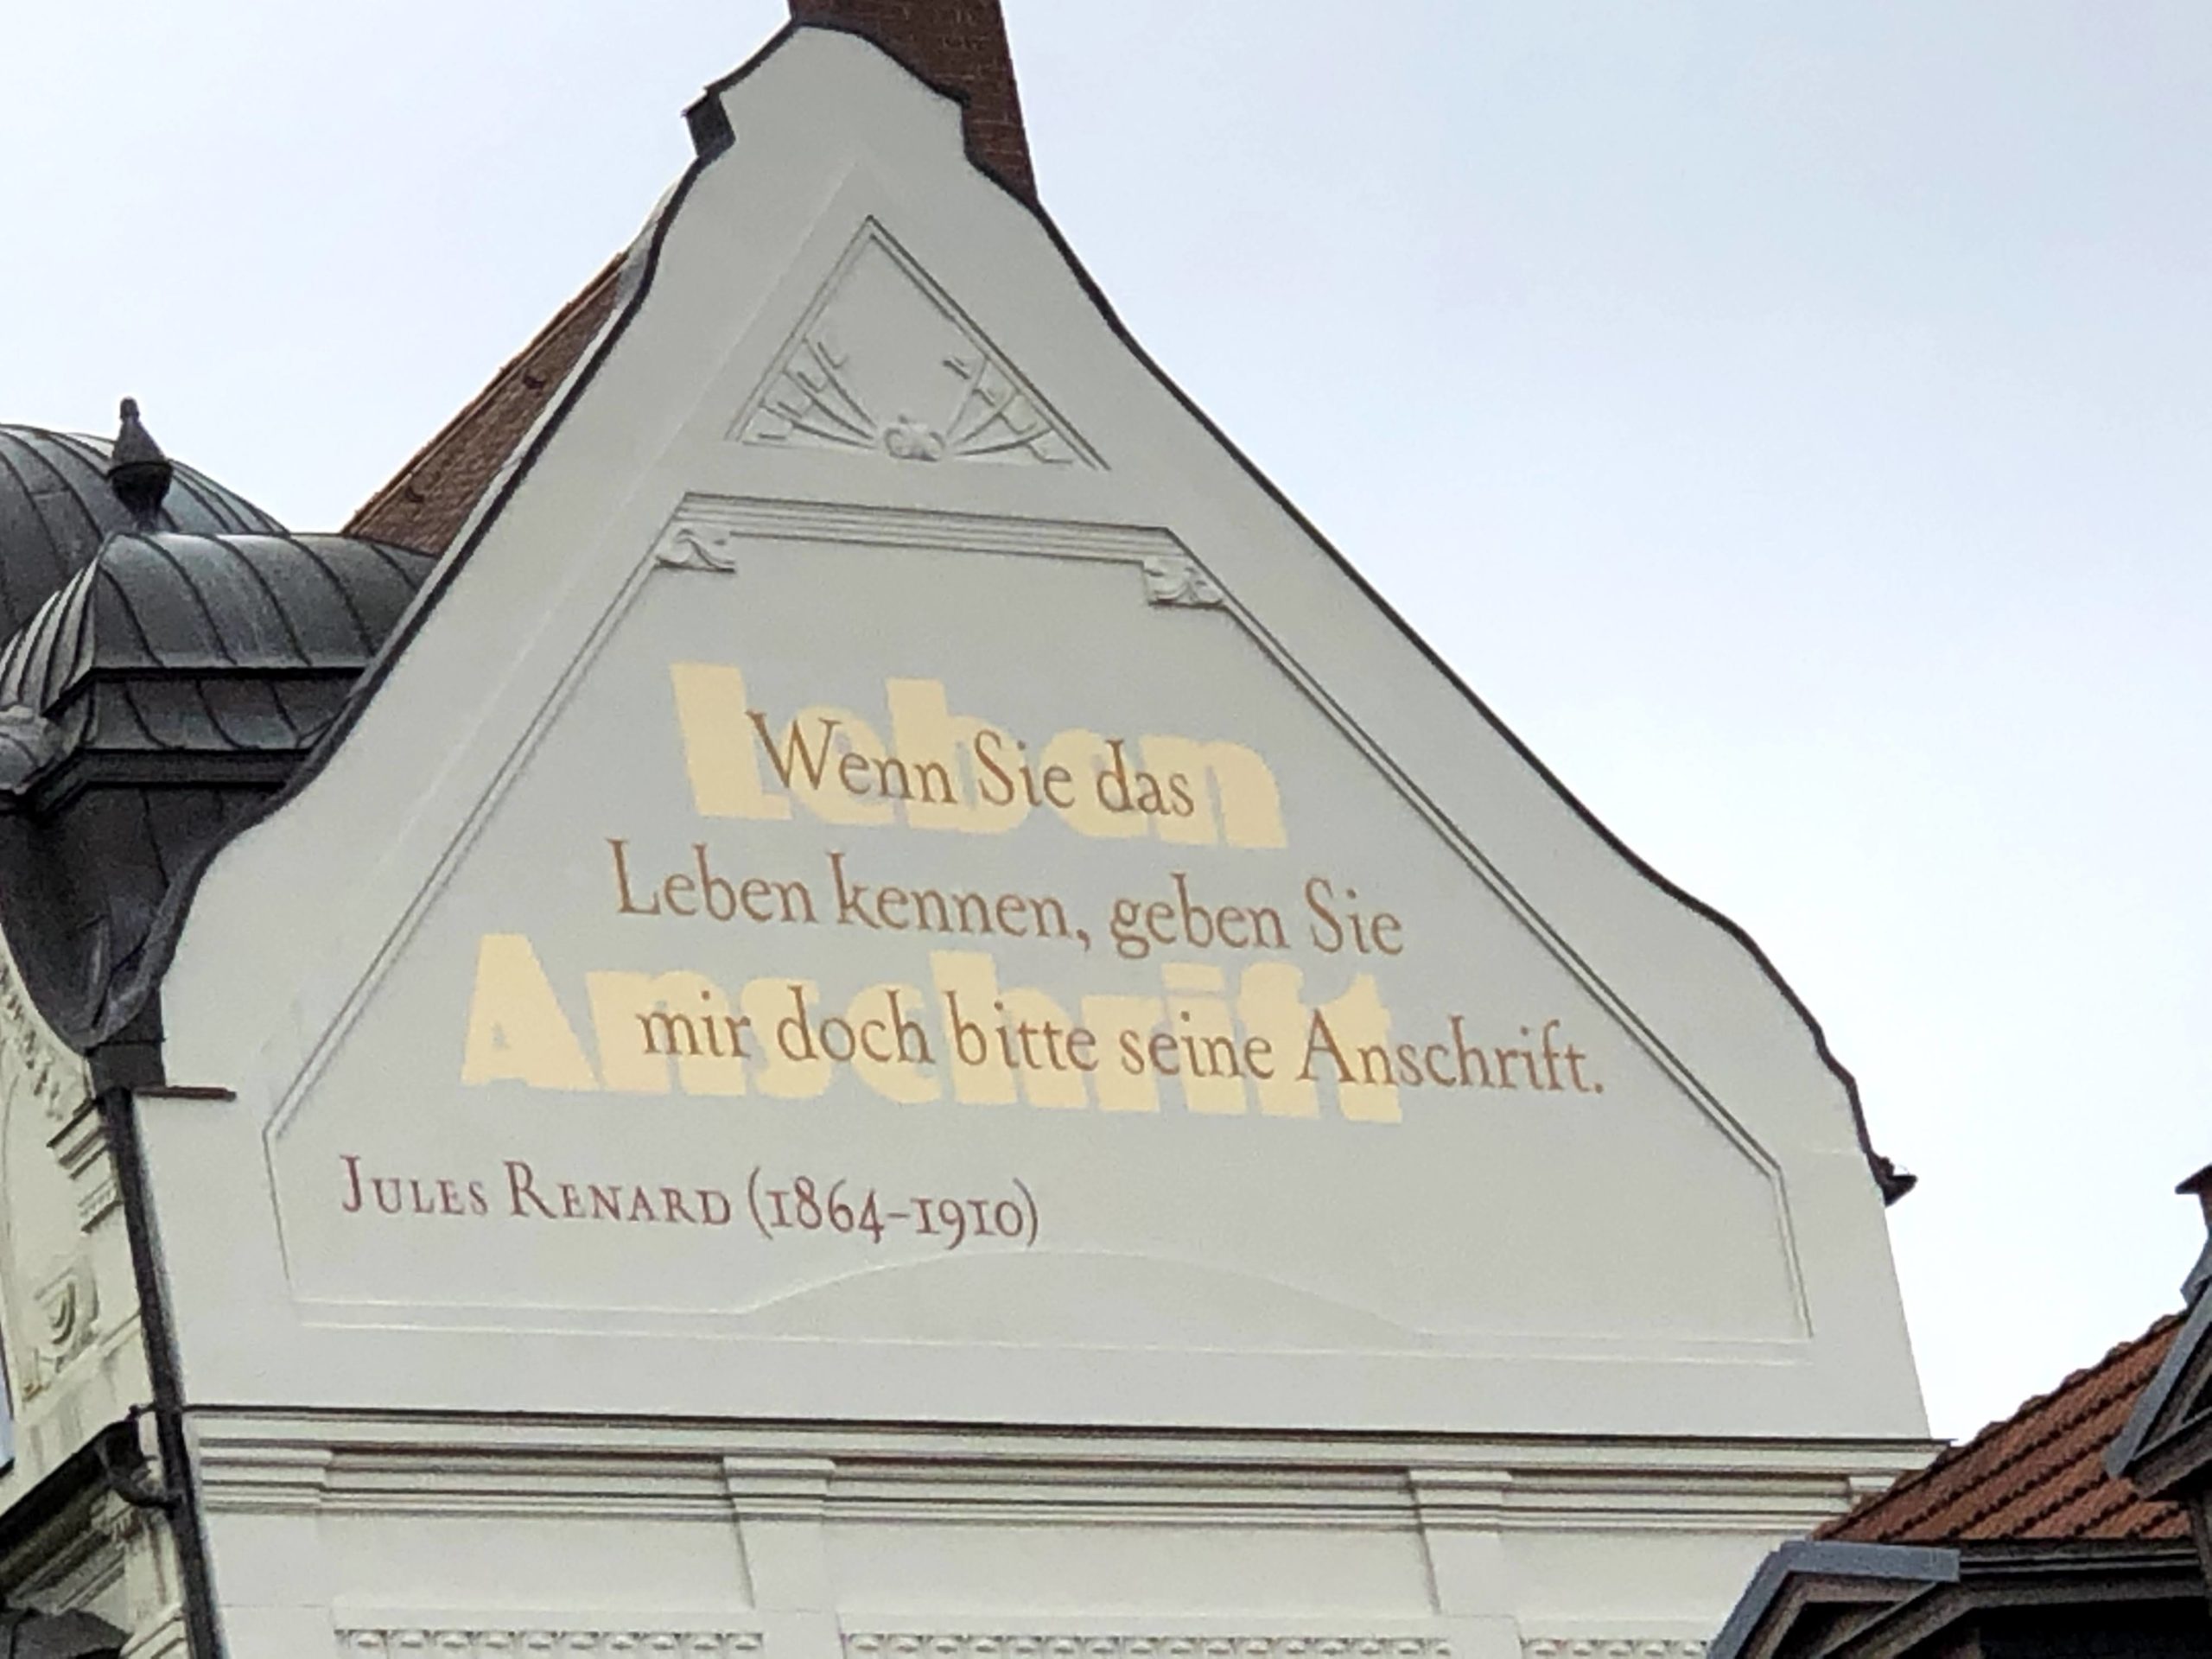 Leben
Wenn Sie das
Leben kennen, geben Sie
Anschrift
mir doch bitte seine Anschrift.
Jules Renard (1864–1910)